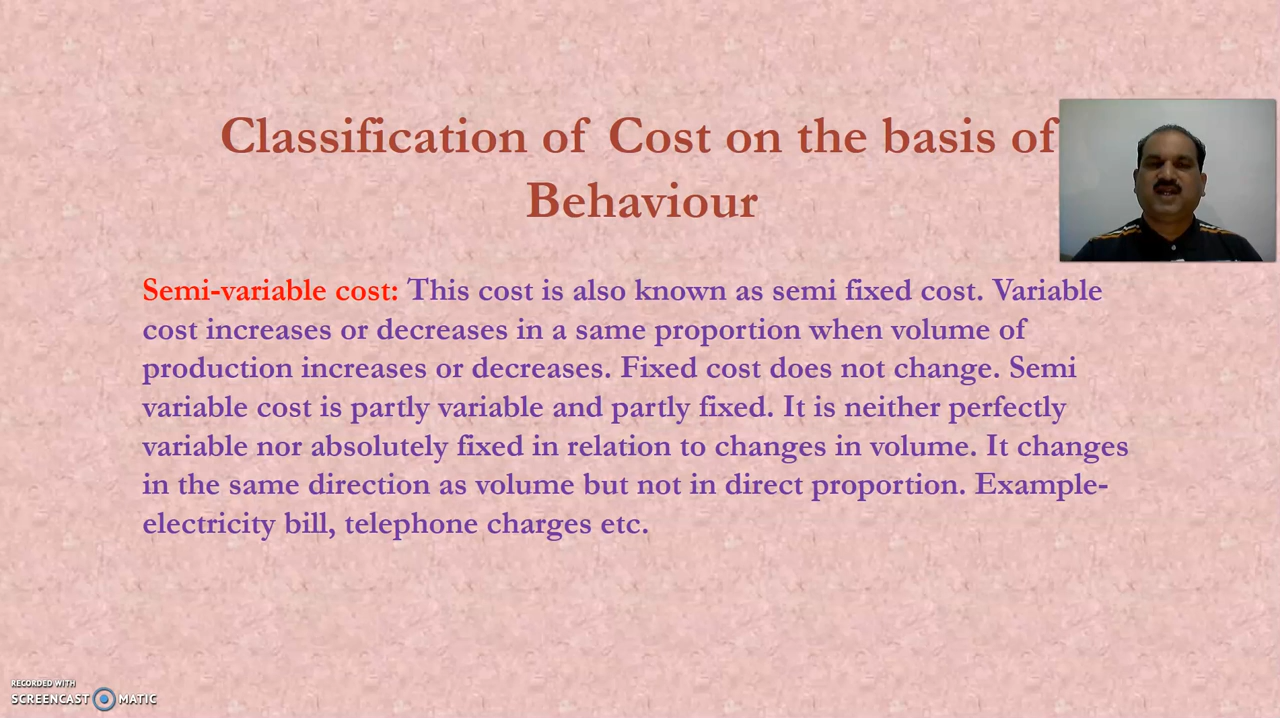 Classification of Cost on the basis of
Behaviour
Semi-variable cost: This cost is also known as semi fixed cost. Variable
cost increases or decreases in a same proportion when volume of
production increases or decreases. Fixed cost does not change. Semi
variable cost is partly variable and partly fixed. It is neither perfectly
variable nor absolutely fixed in relation to changes in volume. It changes
in the same direction as volume but not in direct proportion. Example-
electricity bill, telephone charges etc.
RECORDED WITH
SCREENCAST MATIC